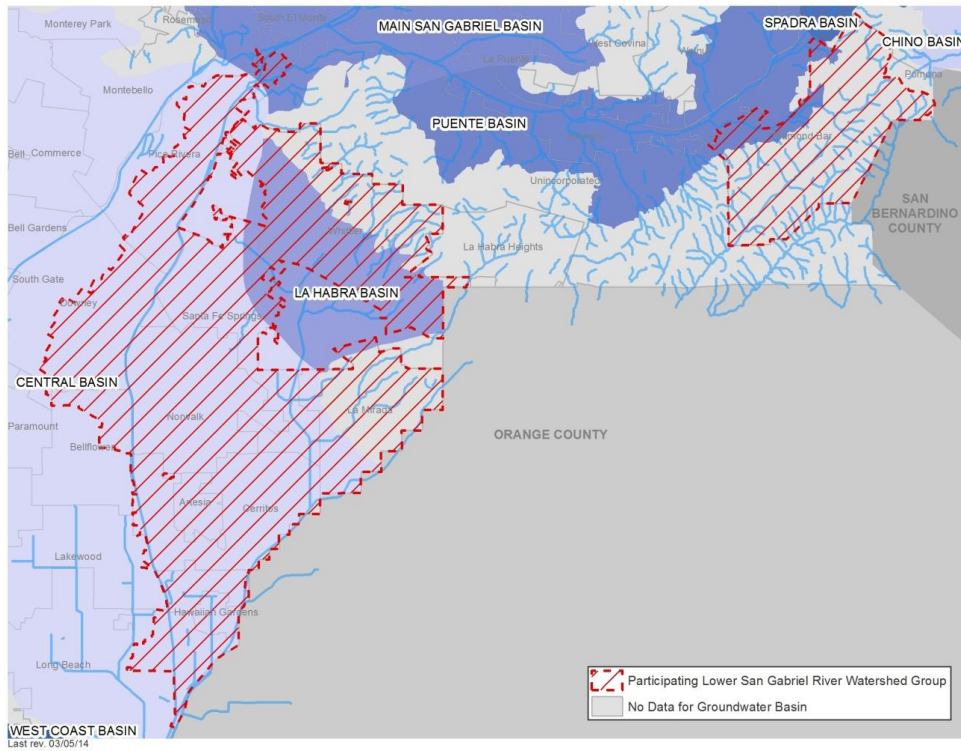 Monterey Park
Rosemead
South El Monte
MAIN SAN GABRIEL BASIN
SPADRA BASIN
West Covina
Walnut
CHINO BASIN
La Puente
Pomona
Montebello
PUENTE BASIN
Diamond Bar
Bell
Commerce
Pico Rivera
Unincorporated
SAN
BERNARDINO
COUNTY
Bell Gardens
Whittier
La Habra Heights
South Gate
LA HABRA BASIN
Downey
Santa Fe Springs
CENTRAL BASIN
La Mirada
Norwalk
Paramount
ORANGE COUNTY
Bellflower
Artesia
Cerritos
Lakewood
Hawaiian Gardens
Long Beach
Participating Lower San Gabriel River Watershed Group
No Data for Groundwater Basin
WEST COAST BASIN
Last rev. 03/05/14